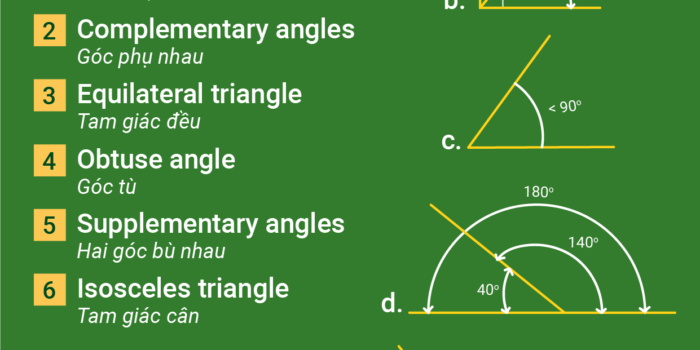 2 Complementary angles
Góc phụ nhau
3 Equilateral triangle
Tam giác đều
4 Obtuse angle
Góc tù
5 Supplementary angles
Hai góc bù nhau
6 Isosceles triangle
Tam giác cân
b.
< 90°
c.
180°
140°
40°
d.